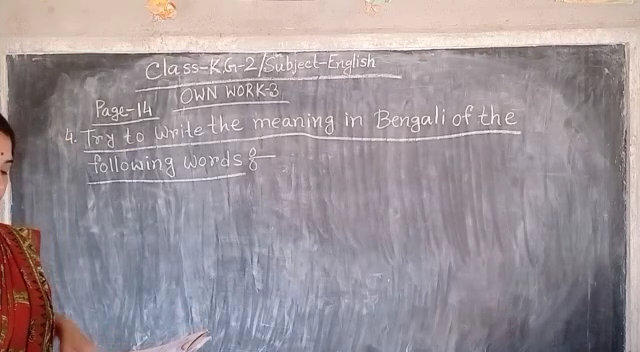 Class-K.G-2/Subject-English
OWN WORK-3
Page-14
4. Try to write the meaning in Bengali of the
following words :-